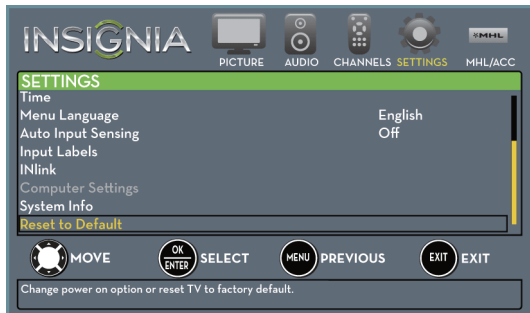 INSIGNIA
PICTURE AUDIO CHANNELS SETTINGS MHL/ACC
MHL
SETTINGS
Time
Menu Language English
Auto Input Sensing Off
Input Labels
INlink
Computer Settings
System Info
Reset to Default
MOVE OK ENTER SELECT MENU PREVIOUS EXIT EXIT
Change power on option or reset TV to factory default.